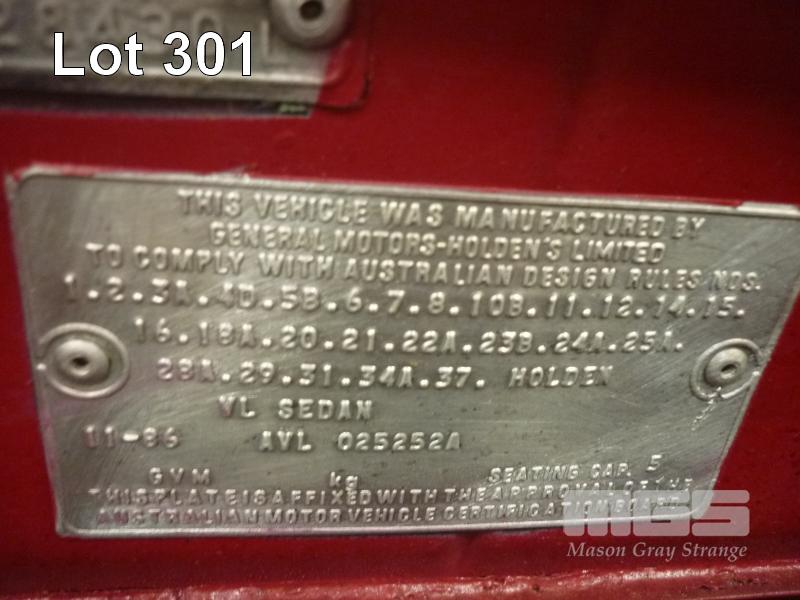 Lot 301
THIS VEHICLE WAS MANUFACTURED BY
GENERAL MOTORS-HOLDEN'S LIMITED
TO COMPLY WITH AUSTRALIAN DESIGN RULES NOS.
1.2.3A.4D.5B.6.7.8.10B.11.12.14.15.
16.18A.20.21.22A.23B.24A.25A.
28A.29.31.34A.37. HOLDEN
VL SEDAN
11-86 AVL 025252A
GVM kg SEATING CAP. 5
THIS PLATE IS AFFIXED WITH THE APPROVAL OF THE
AUSTRALIAN MOTOR VEHICLE CERTIFICATION BOARD
MGS
Mason Gray Strange